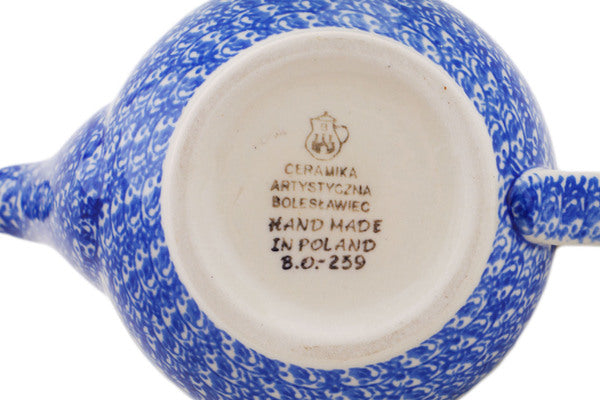 CERAMIKA
ARTYSTYCZNA
BOLESŁAWIEC
HAND MADE
IN POLAND
B.O.-259